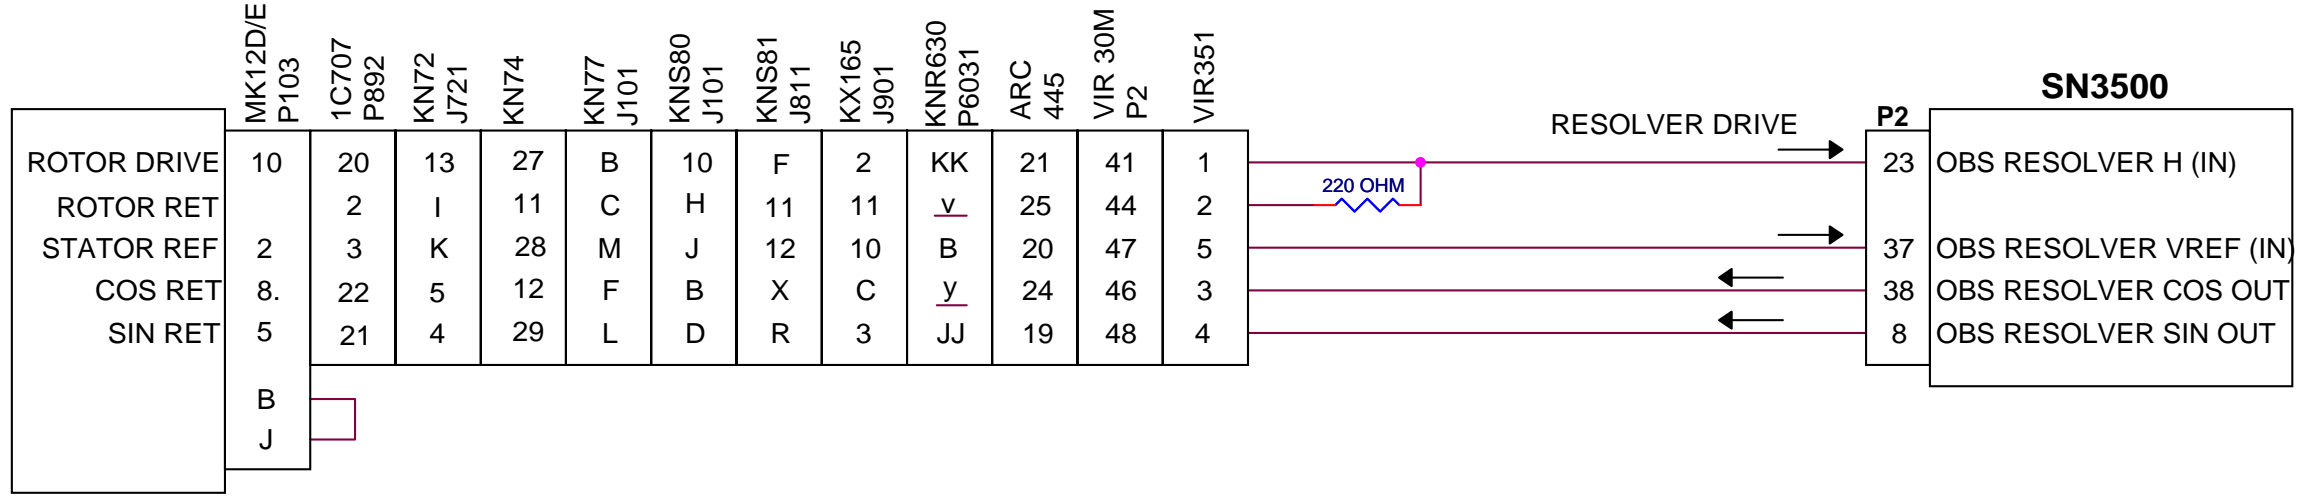 MK12D/E P103
1C707 P892
KN72 J721
KN74
KN77 J101
KNS80 J101
KNS81 J811
KX165 J901
KNR630 P6031
ARC 445
VIR 30M P2
VIR351
SN3500
P2
RESOLVER DRIVE
ROTOR DRIVE 10 20 13 27 B 10 F 2 KK 21 41 1 23 OBS RESOLVER H (IN)
220 OHM
ROTOR RET 2 I 11 C H 11 11 v 25 44 2
STATOR REF 2 3 K 28 M J 12 10 B 20 47 5 37 OBS RESOLVER VREF (IN)
COS RET 8. 22 5 12 F B X C y 24 46 3 38 OBS RESOLVER COS OUT
SIN RET 5 21 4 29 L D R 3 JJ 19 48 4 8 OBS RESOLVER SIN OUT
B
J